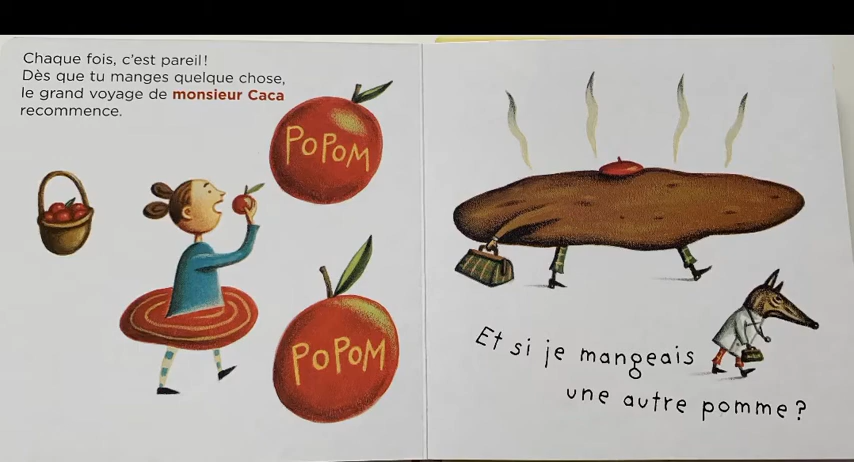 Chaque fois, c'est pareil!
Dès que tu manges quelque chose,
le grand voyage de monsieur Caca
recommence.
POPOM
POPOM
Et si je mangeais
une autre pomme?